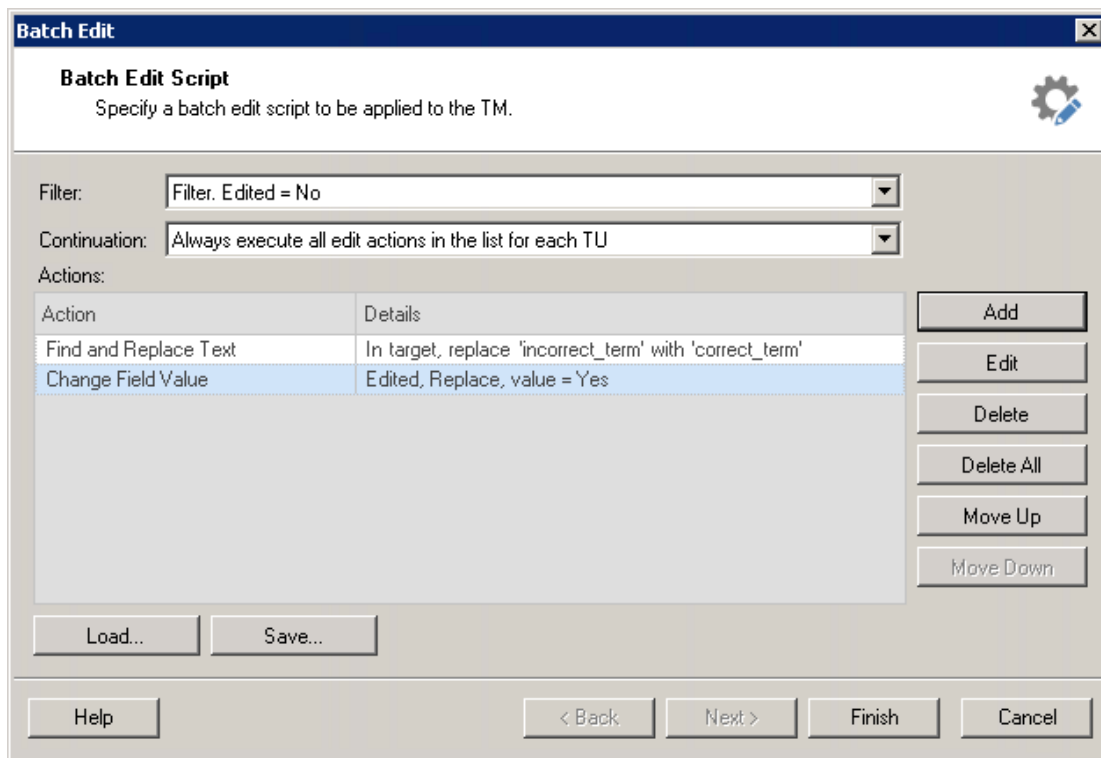 Batch Edit
Batch Edit Script
Specify a batch edit script to be applied to the TM.
Filter: Filter. Edited = No
Continuation: Always execute all edit actions in the list for each TU
Actions:
Action Details
Find and Replace Text In target, replace 'incorrect_term' with 'correct_term'
Change Field Value Edited, Replace, value = Yes
Add
Edit
Delete
Delete All
Move Up
Move Down
Load... Save...
Help < Back Next > Finish Cancel